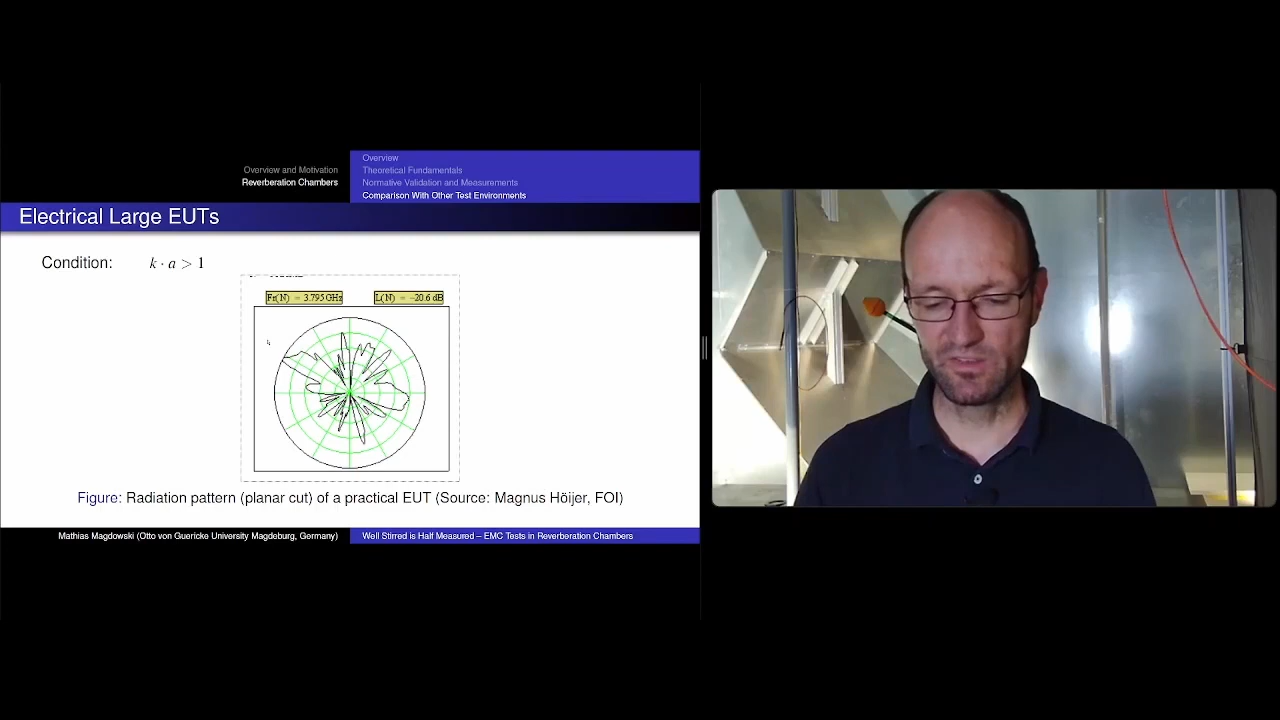 Overview and Motivation
Reverberation Chambers
Overview
Theoretical Fundamentals
Normative Validation and Measurements
Comparison With Other Test Environments
Electrical Large EUTs
Condition: k · a > 1
Fr(N) = 3.795 GHz
L(N) = −20.6 dB
Figure: Radiation pattern (planar cut) of a practical EUT (Source: Magnus Höijer, FOI)
Mathias Magdowski (Otto von Guericke University Magdeburg, Germany)
Well Stirred is Half Measured – EMC Tests in Reverberation Chambers